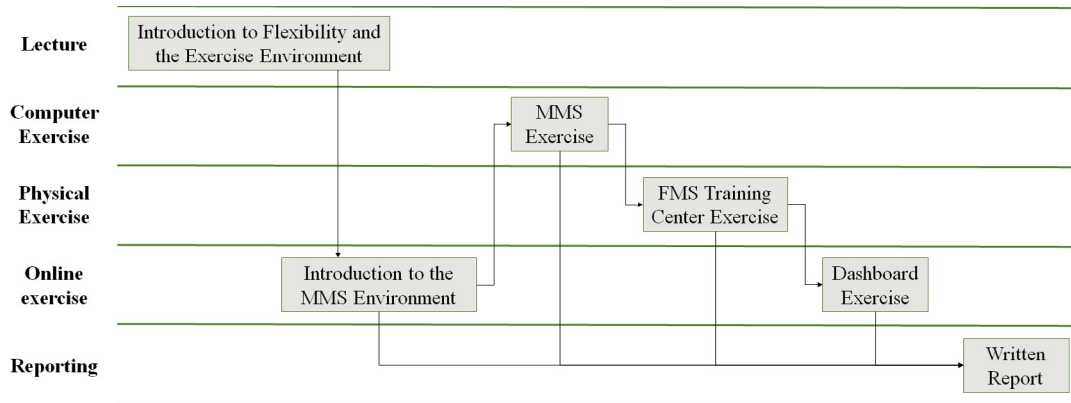 Lecture
Introduction to Flexibility and
the Exercise Environment
Computer
Exercise
MMS
Exercise
Physical
Exercise
FMS Training
Center Exercise
Online
exercise
Introduction to the
MMS Environment
Dashboard
Exercise
Reporting
Written
Report